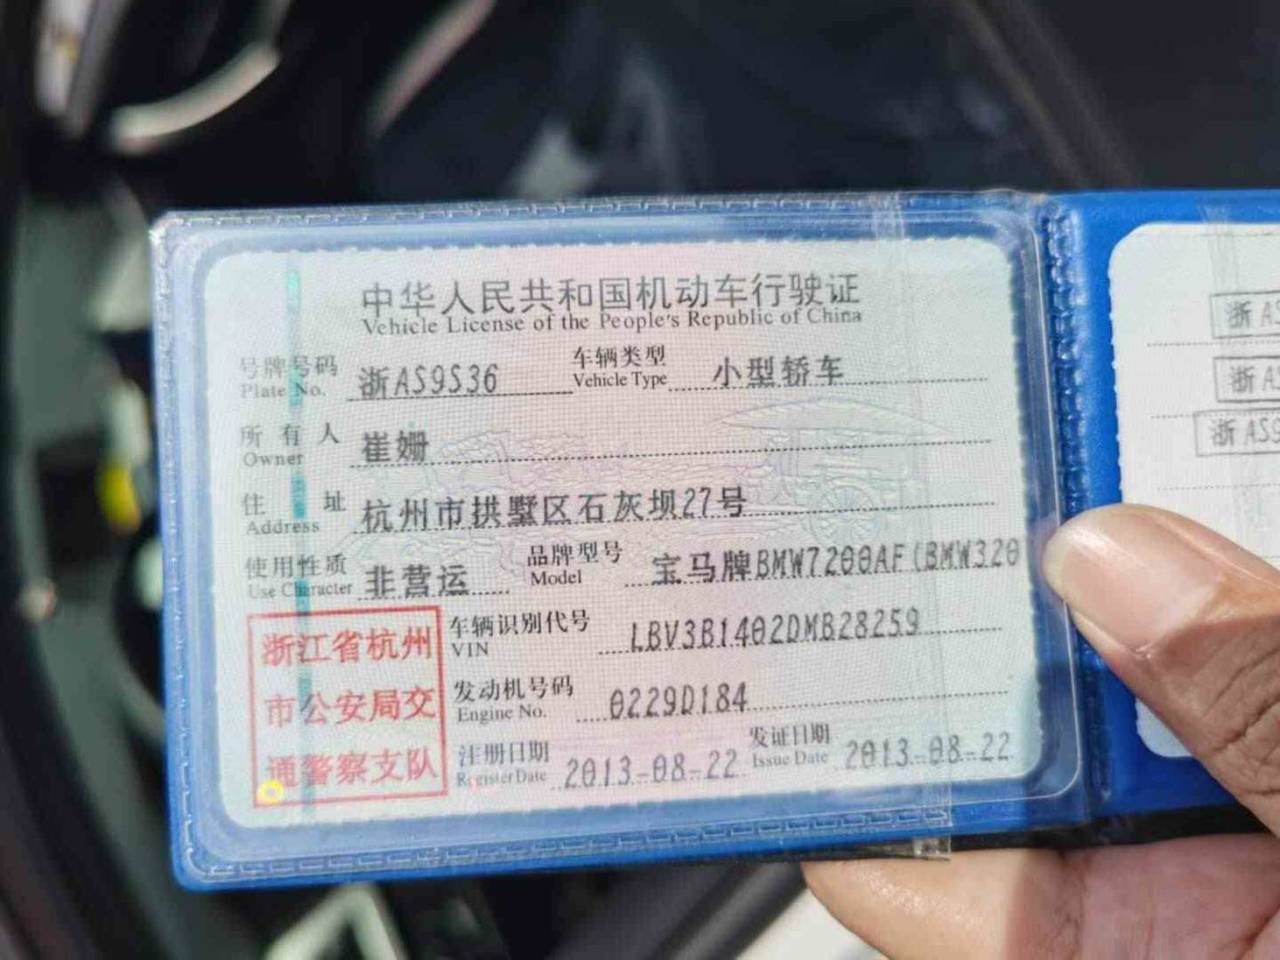 中华人民共和国机动车行驶证
Vehicle License of the People's Republic of China
号牌号码 浙AS9S36 车辆类型 小型轿车
Plate No. Vehicle Type
所有人 崔姗
Owner
住址 杭州市拱墅区石灰坝27号
Address
使用性质 非营运 品牌型号 宝马牌BMW7200AF(BMW320
Use Character Model
浙江省杭州
市公安局交
通警察支队
车辆识别代号 LBV3B1402DMB28259
VIN
发动机号码 0229D184
Engine No.
注册日期 2013-08-22 发证日期 2013-08-22
Register Date Issue Date
浙A
浙A
浙AS9